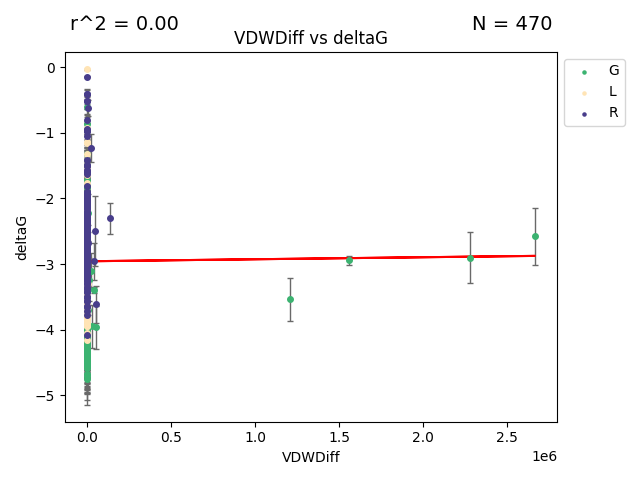 r^2 = 0.00
N = 470
VDWDiff vs deltaG
G
L
R
deltaG
0
−1
−2
−3
−4
−5
0.0
0.5
1.0
1.5
2.0
2.5
1e6
VDWDiff